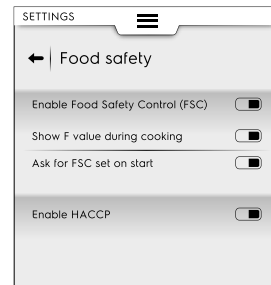 SETTINGS
Food safety
Enable Food Safety Control (FSC)
Show F value during cooking
Ask for FSC set on start
Enable HACCP